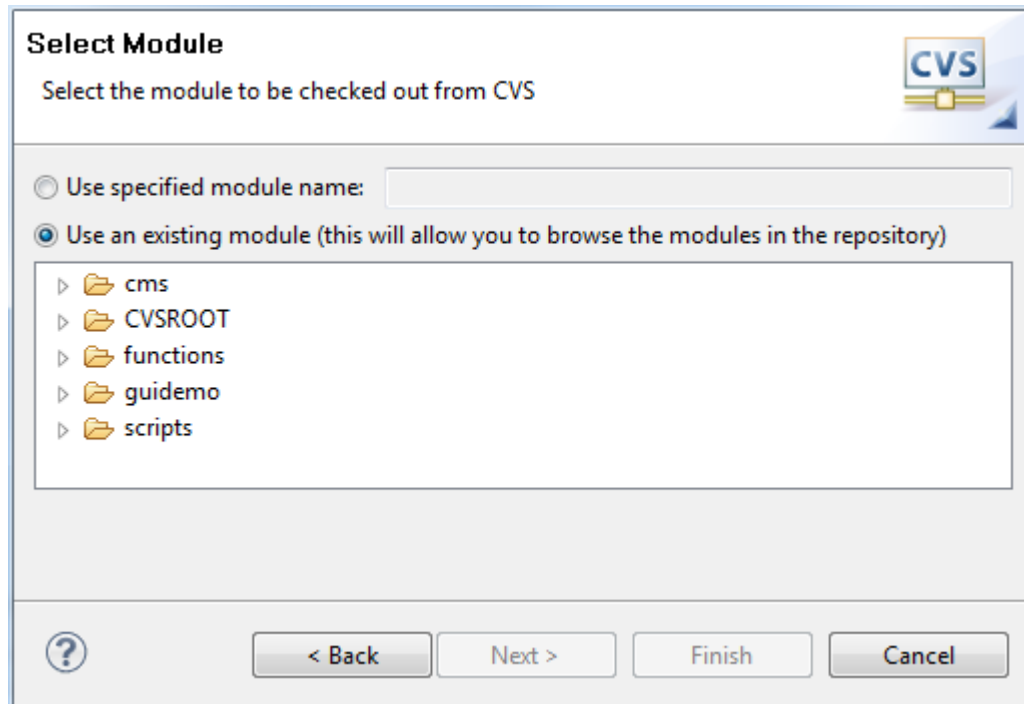 Select Module
Select the module to be checked out from CVS
CVS
Use specified module name:
Use an existing module (this will allow you to browse the modules in the repository)
cms
CVSROOT
functions
guidemo
scripts
?
< Back
Next >
Finish
Cancel